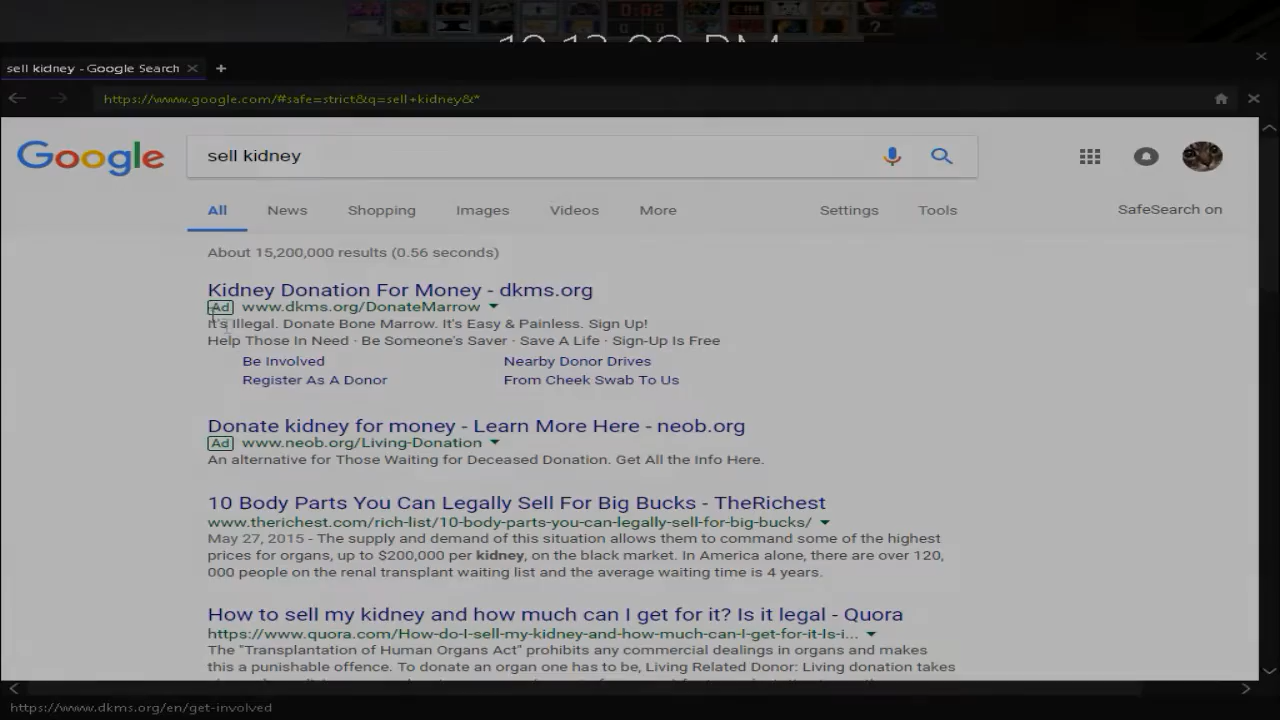 0:02
sell kidney - Google Search
https://www.google.com/#safe=strict&q=sell+kidney&*
Google
sell kidney
All News Shopping Images Videos More Settings Tools SafeSearch on
About 15,200,000 results (0.56 seconds)
Kidney Donation For Money - dkms.org
Ad www.dkms.org/DonateMarrow
It's Illegal. Donate Bone Marrow. It's Easy & Painless. Sign Up!
Help Those In Need · Be Someone's Saver · Save A Life · Sign-Up Is Free
Be Involved Nearby Donor Drives
Register As A Donor From Cheek Swab To Us
Donate kidney for money - Learn More Here - neob.org
Ad www.neob.org/Living-Donation
An alternative for Those Waiting for Deceased Donation. Get All the Info Here.
10 Body Parts You Can Legally Sell For Big Bucks - TheRichest
www.therichest.com/rich-list/10-body-parts-you-can-legally-sell-for-big-bucks/
May 27, 2015 - The supply and demand of this situation allows them to command some of the highest
prices for organs, up to $200,000 per kidney, on the black market. In America alone, there are over 120,
000 people on the renal transplant waiting list and the average waiting time is 4 years.
How to sell my kidney and how much can I get for it? Is it legal - Quora
https://www.quora.com/How-do-I-sell-my-kidney-and-how-much-can-I-get-for-it-Is-i...
The "Transplantation of Human Organs Act" prohibits any commercial dealings in organs and makes
this a punishable offence. To donate an organ one has to be, Living Related Donor: Living donation takes
https://www.dkms.org/en/get-involved